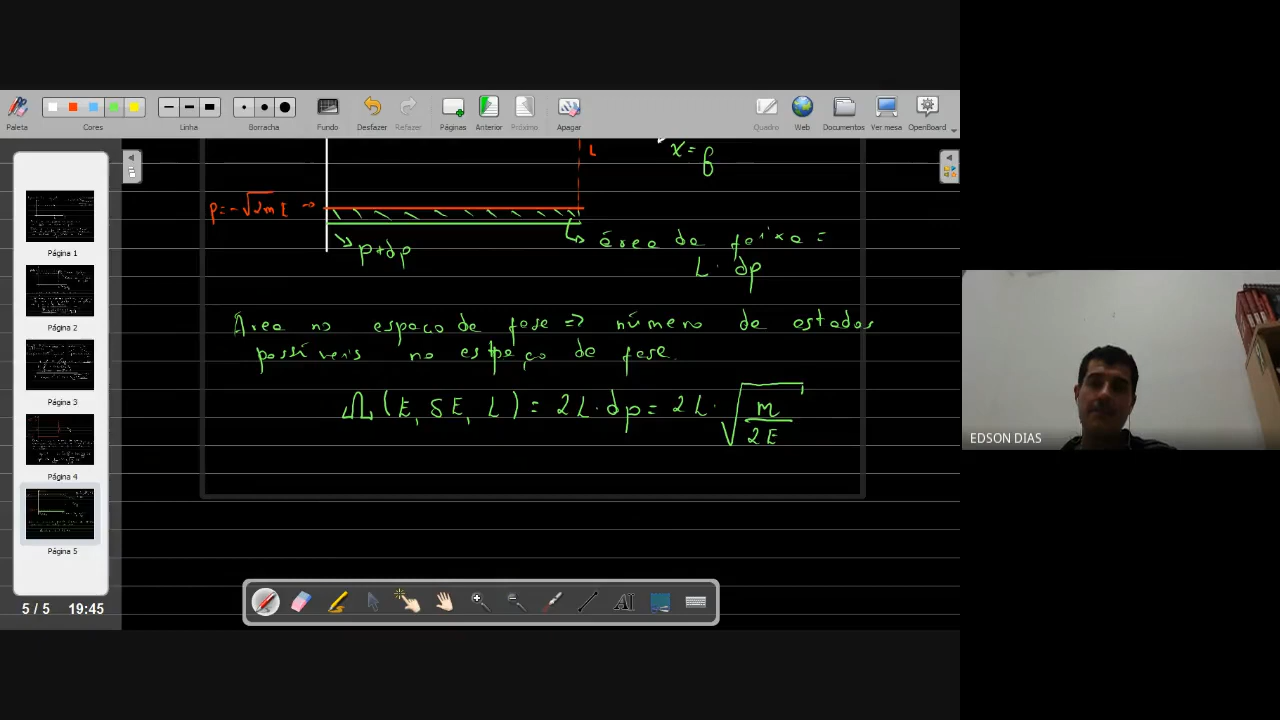 Paleta Cores Linha Borracha Fundo Desfazer Refazer Páginas Anterior Próximo Apagar Quadro Web Documentos Ver mesa OpenBoard
L
x = q
p = -√2mE
p+dp
área da faixa =
L · dp
Área no espaço de fase => número de estados
possíveis no espaço de fase.
Ω(E, δE, L) = 2L·dp = 2L·√m/2E
Página 1
Página 2
Página 3
Página 4
Página 5
5 / 5 19:45
EDSON DIAS